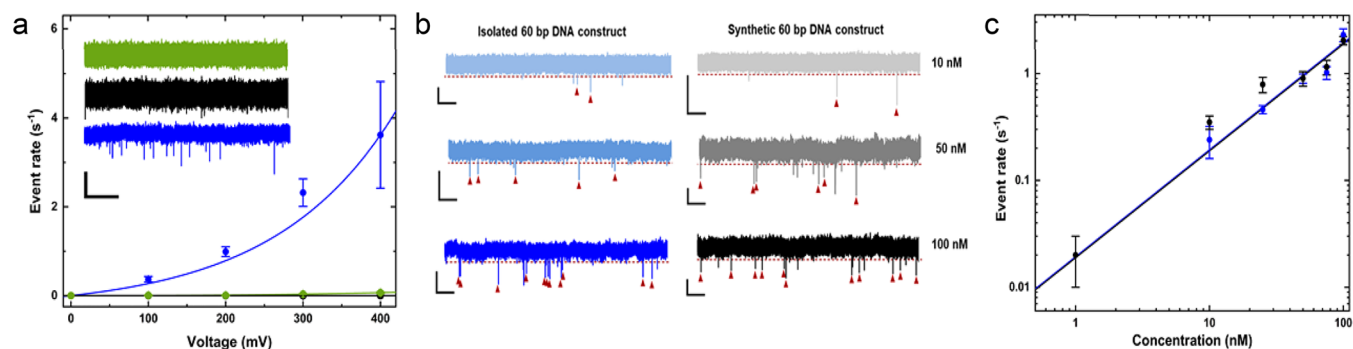 a
Event rate (s⁻¹)
6
4
2
0
0 100 200 300 400
Voltage (mV)
b
Isolated 60 bp DNA construct
Synthetic 60 bp DNA construct
10 nM
50 nM
100 nM
c
Event rate (s⁻¹)
1
0.1
0.01
1 10 100
Concentration (nM)